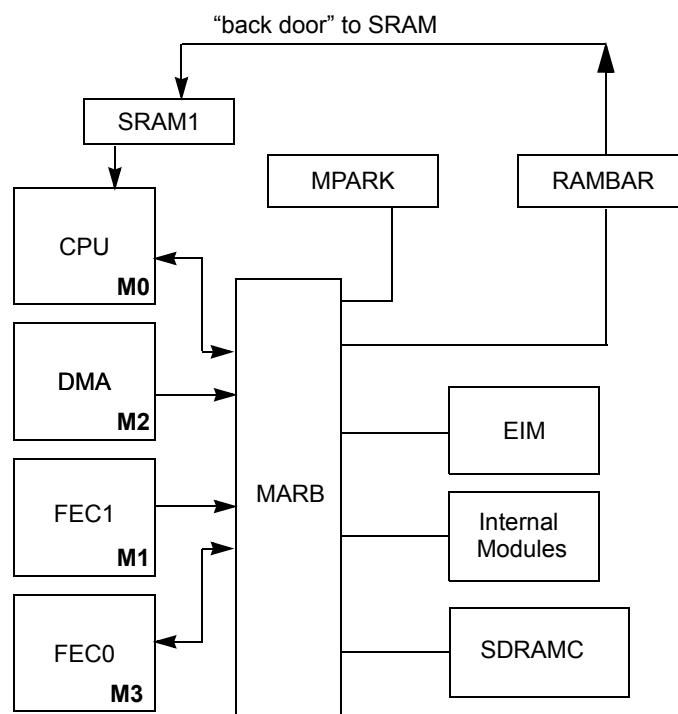 “back door” to SRAM
SRAM1
MPARK
RAMBAR
CPU
M0
DMA
M2
EIM
MARB
FEC1
M1
Internal
Modules
FEC0
M3
SDRAMC